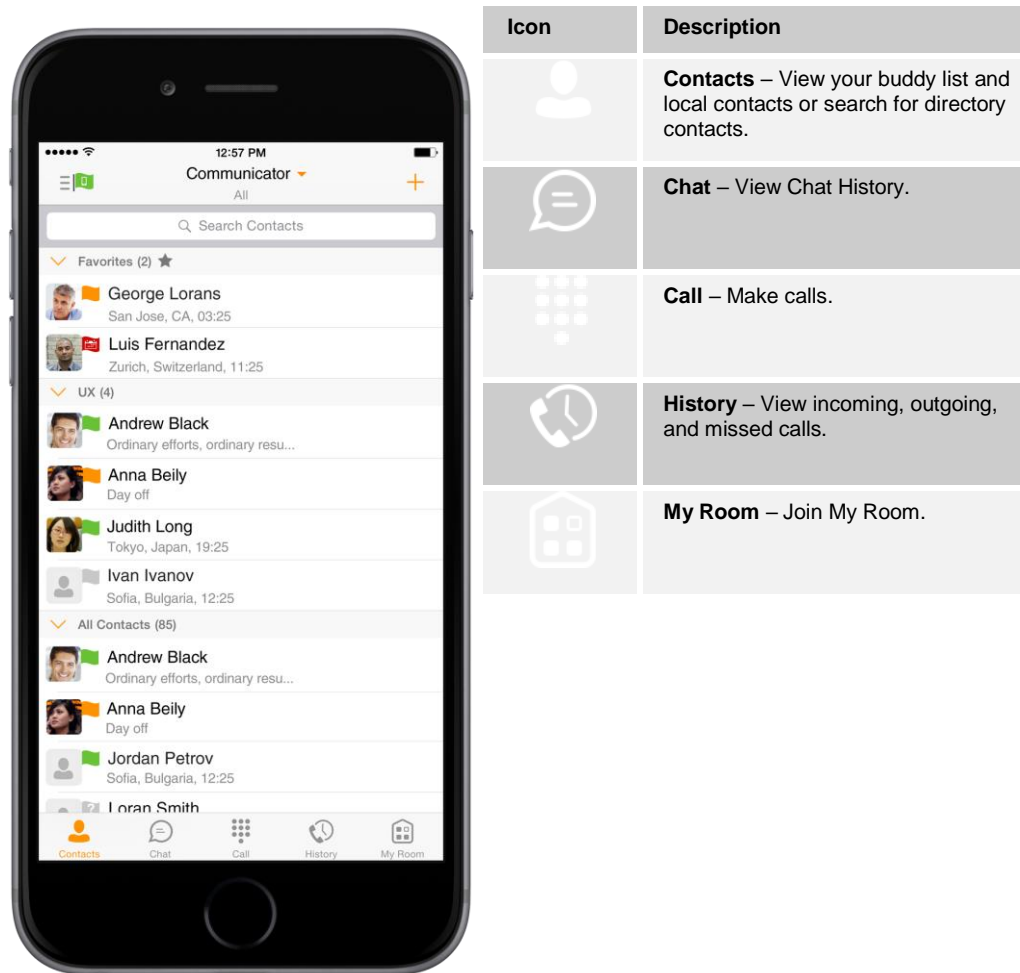 12:57 PM
Communicator
All
Search Contacts
Favorites (2)
George Lorans
San Jose, CA, 03:25
Luis Fernandez
Zurich, Switzerland, 11:25
UX (4)
Andrew Black
Ordinary efforts, ordinary resu...
Anna Beily
Day off
Judith Long
Tokyo, Japan, 19:25
Ivan Ivanov
Sofia, Bulgaria, 12:25
All Contacts (85)
Andrew Black
Ordinary efforts, ordinary resu...
Anna Beily
Day off
Jordan Petrov
Sofia, Bulgaria, 12:25
Loran Smith
Contacts Chat Call History My Room
Icon Description
Contacts – View your buddy list and
local contacts or search for directory
contacts.
Chat – View Chat History.
Call – Make calls.
History – View incoming, outgoing,
and missed calls.
My Room – Join My Room.